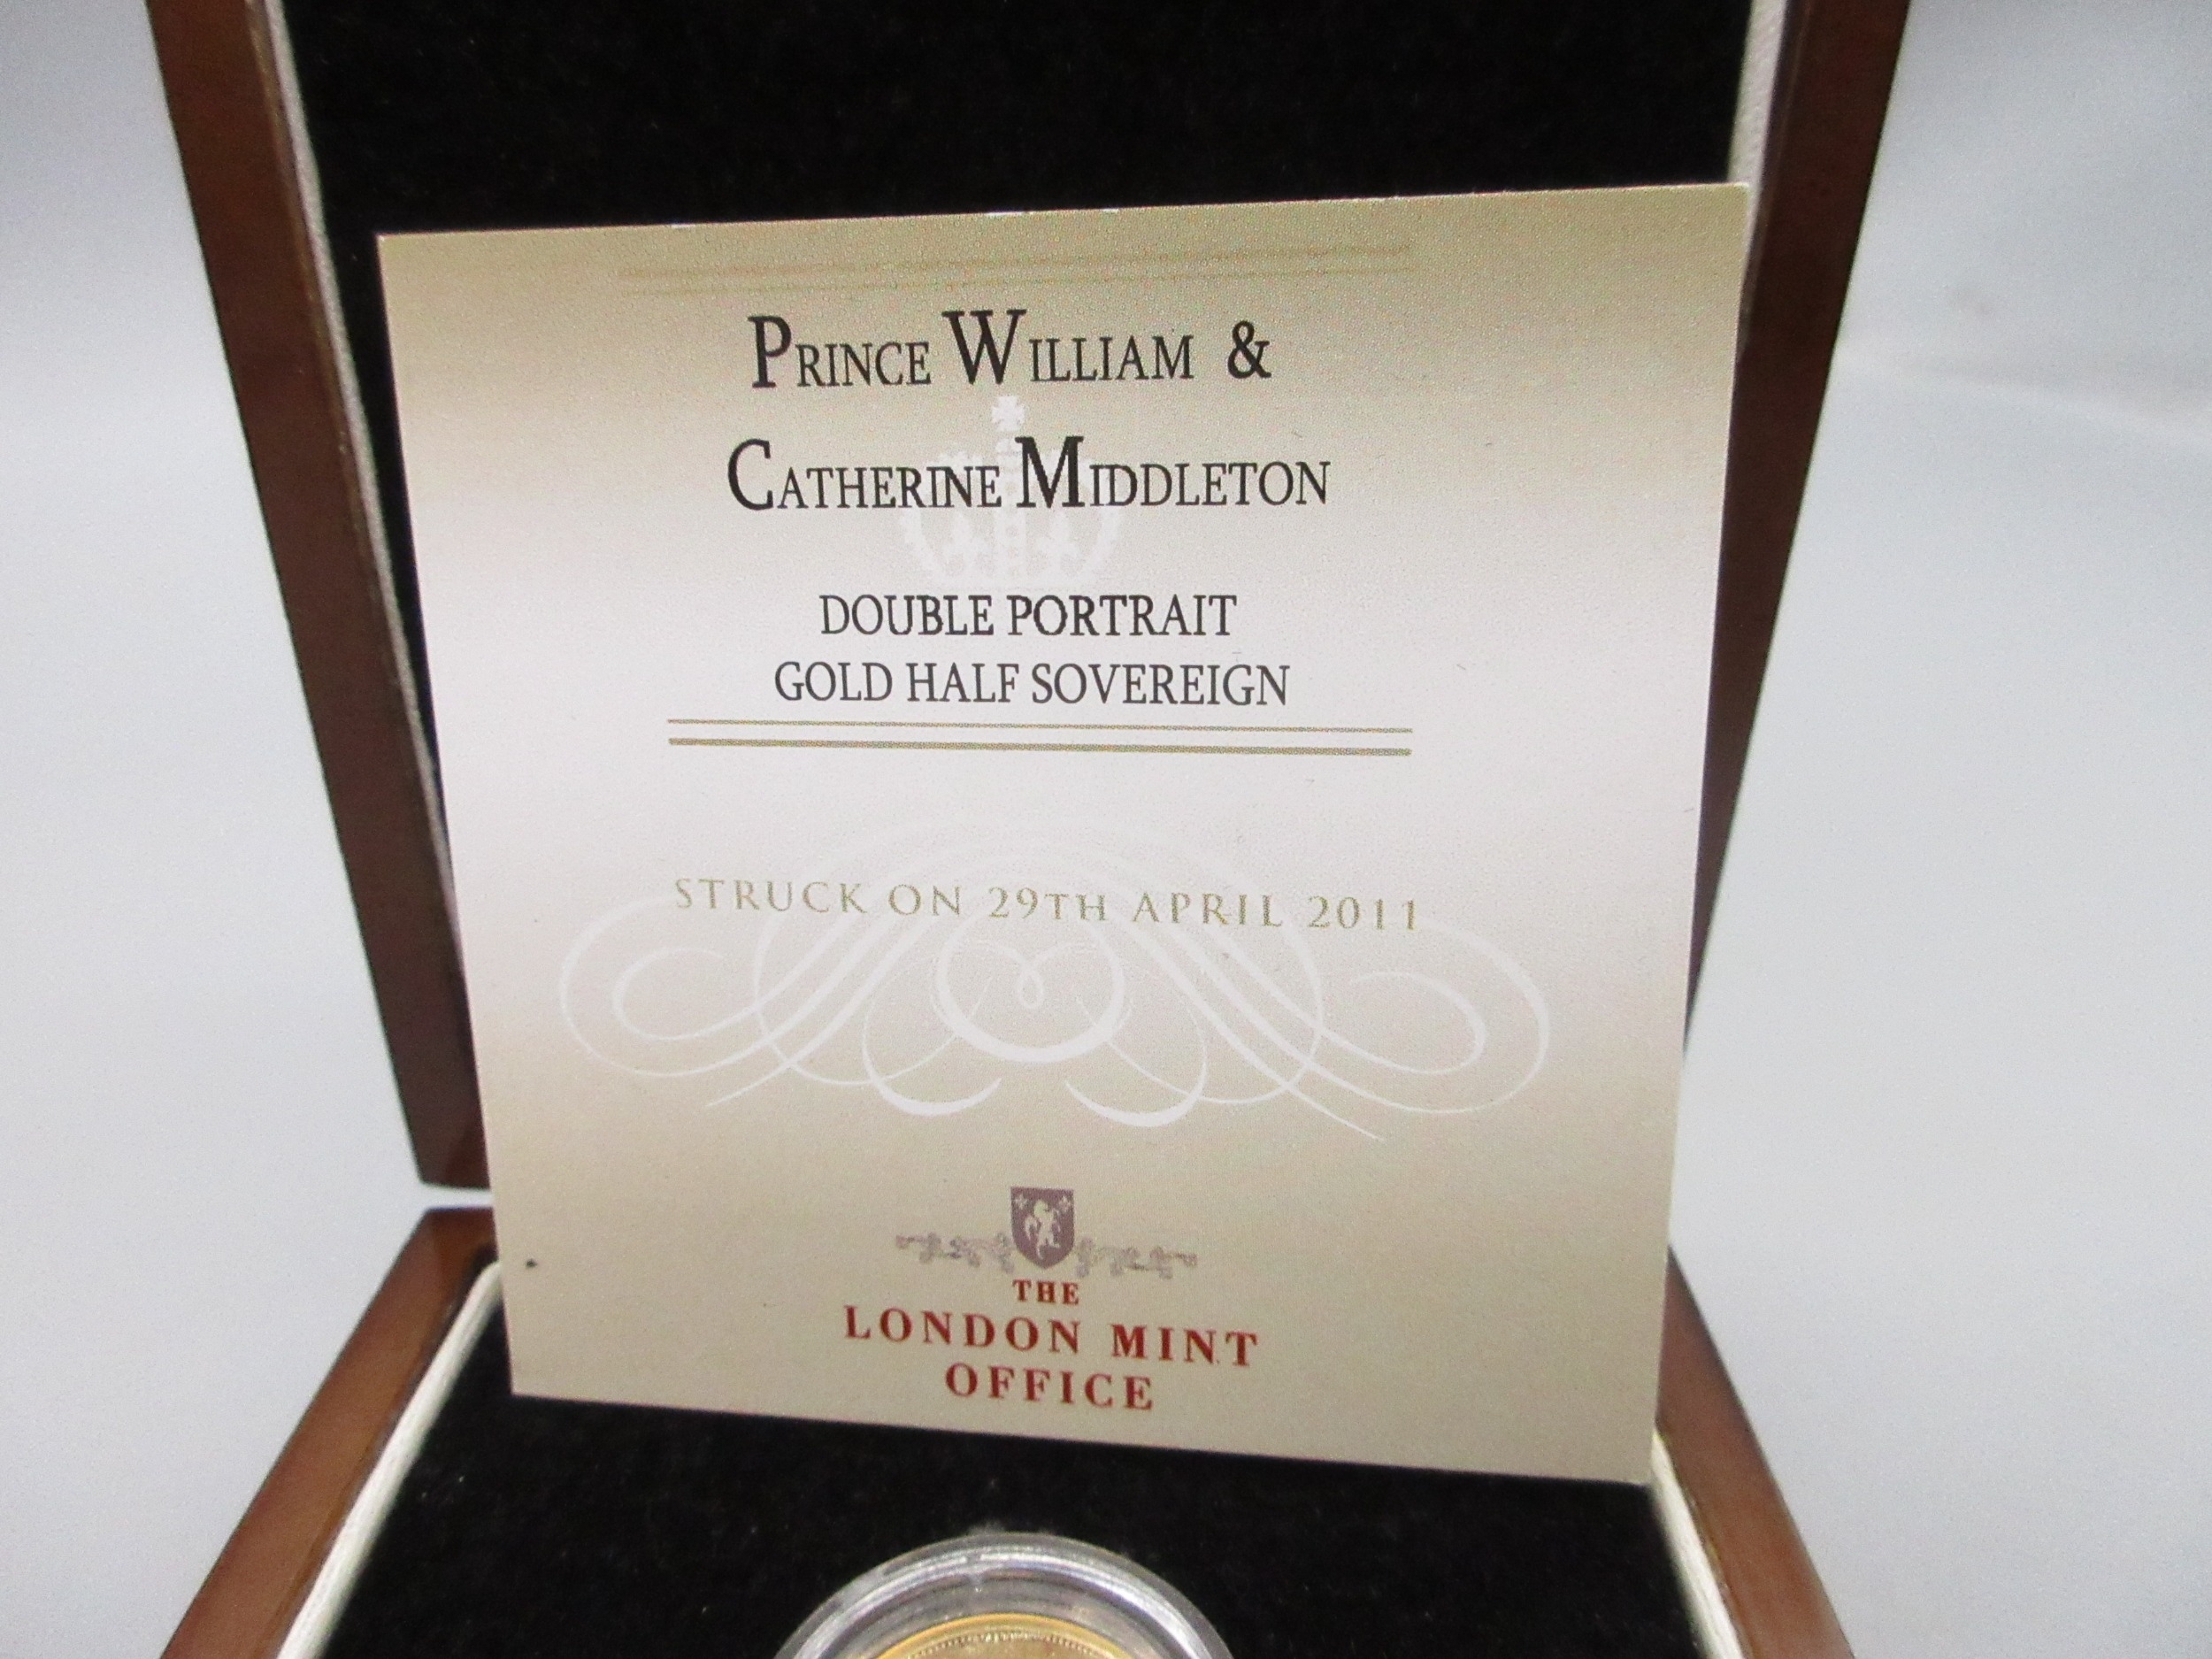 PRINCE WILLIAM &
CATHERINE MIDDLETON
DOUBLE PORTRAIT
GOLD HALF SOVEREIGN
STRUCK ON 29TH APRIL 2011
THE
LONDON MINT
OFFICE